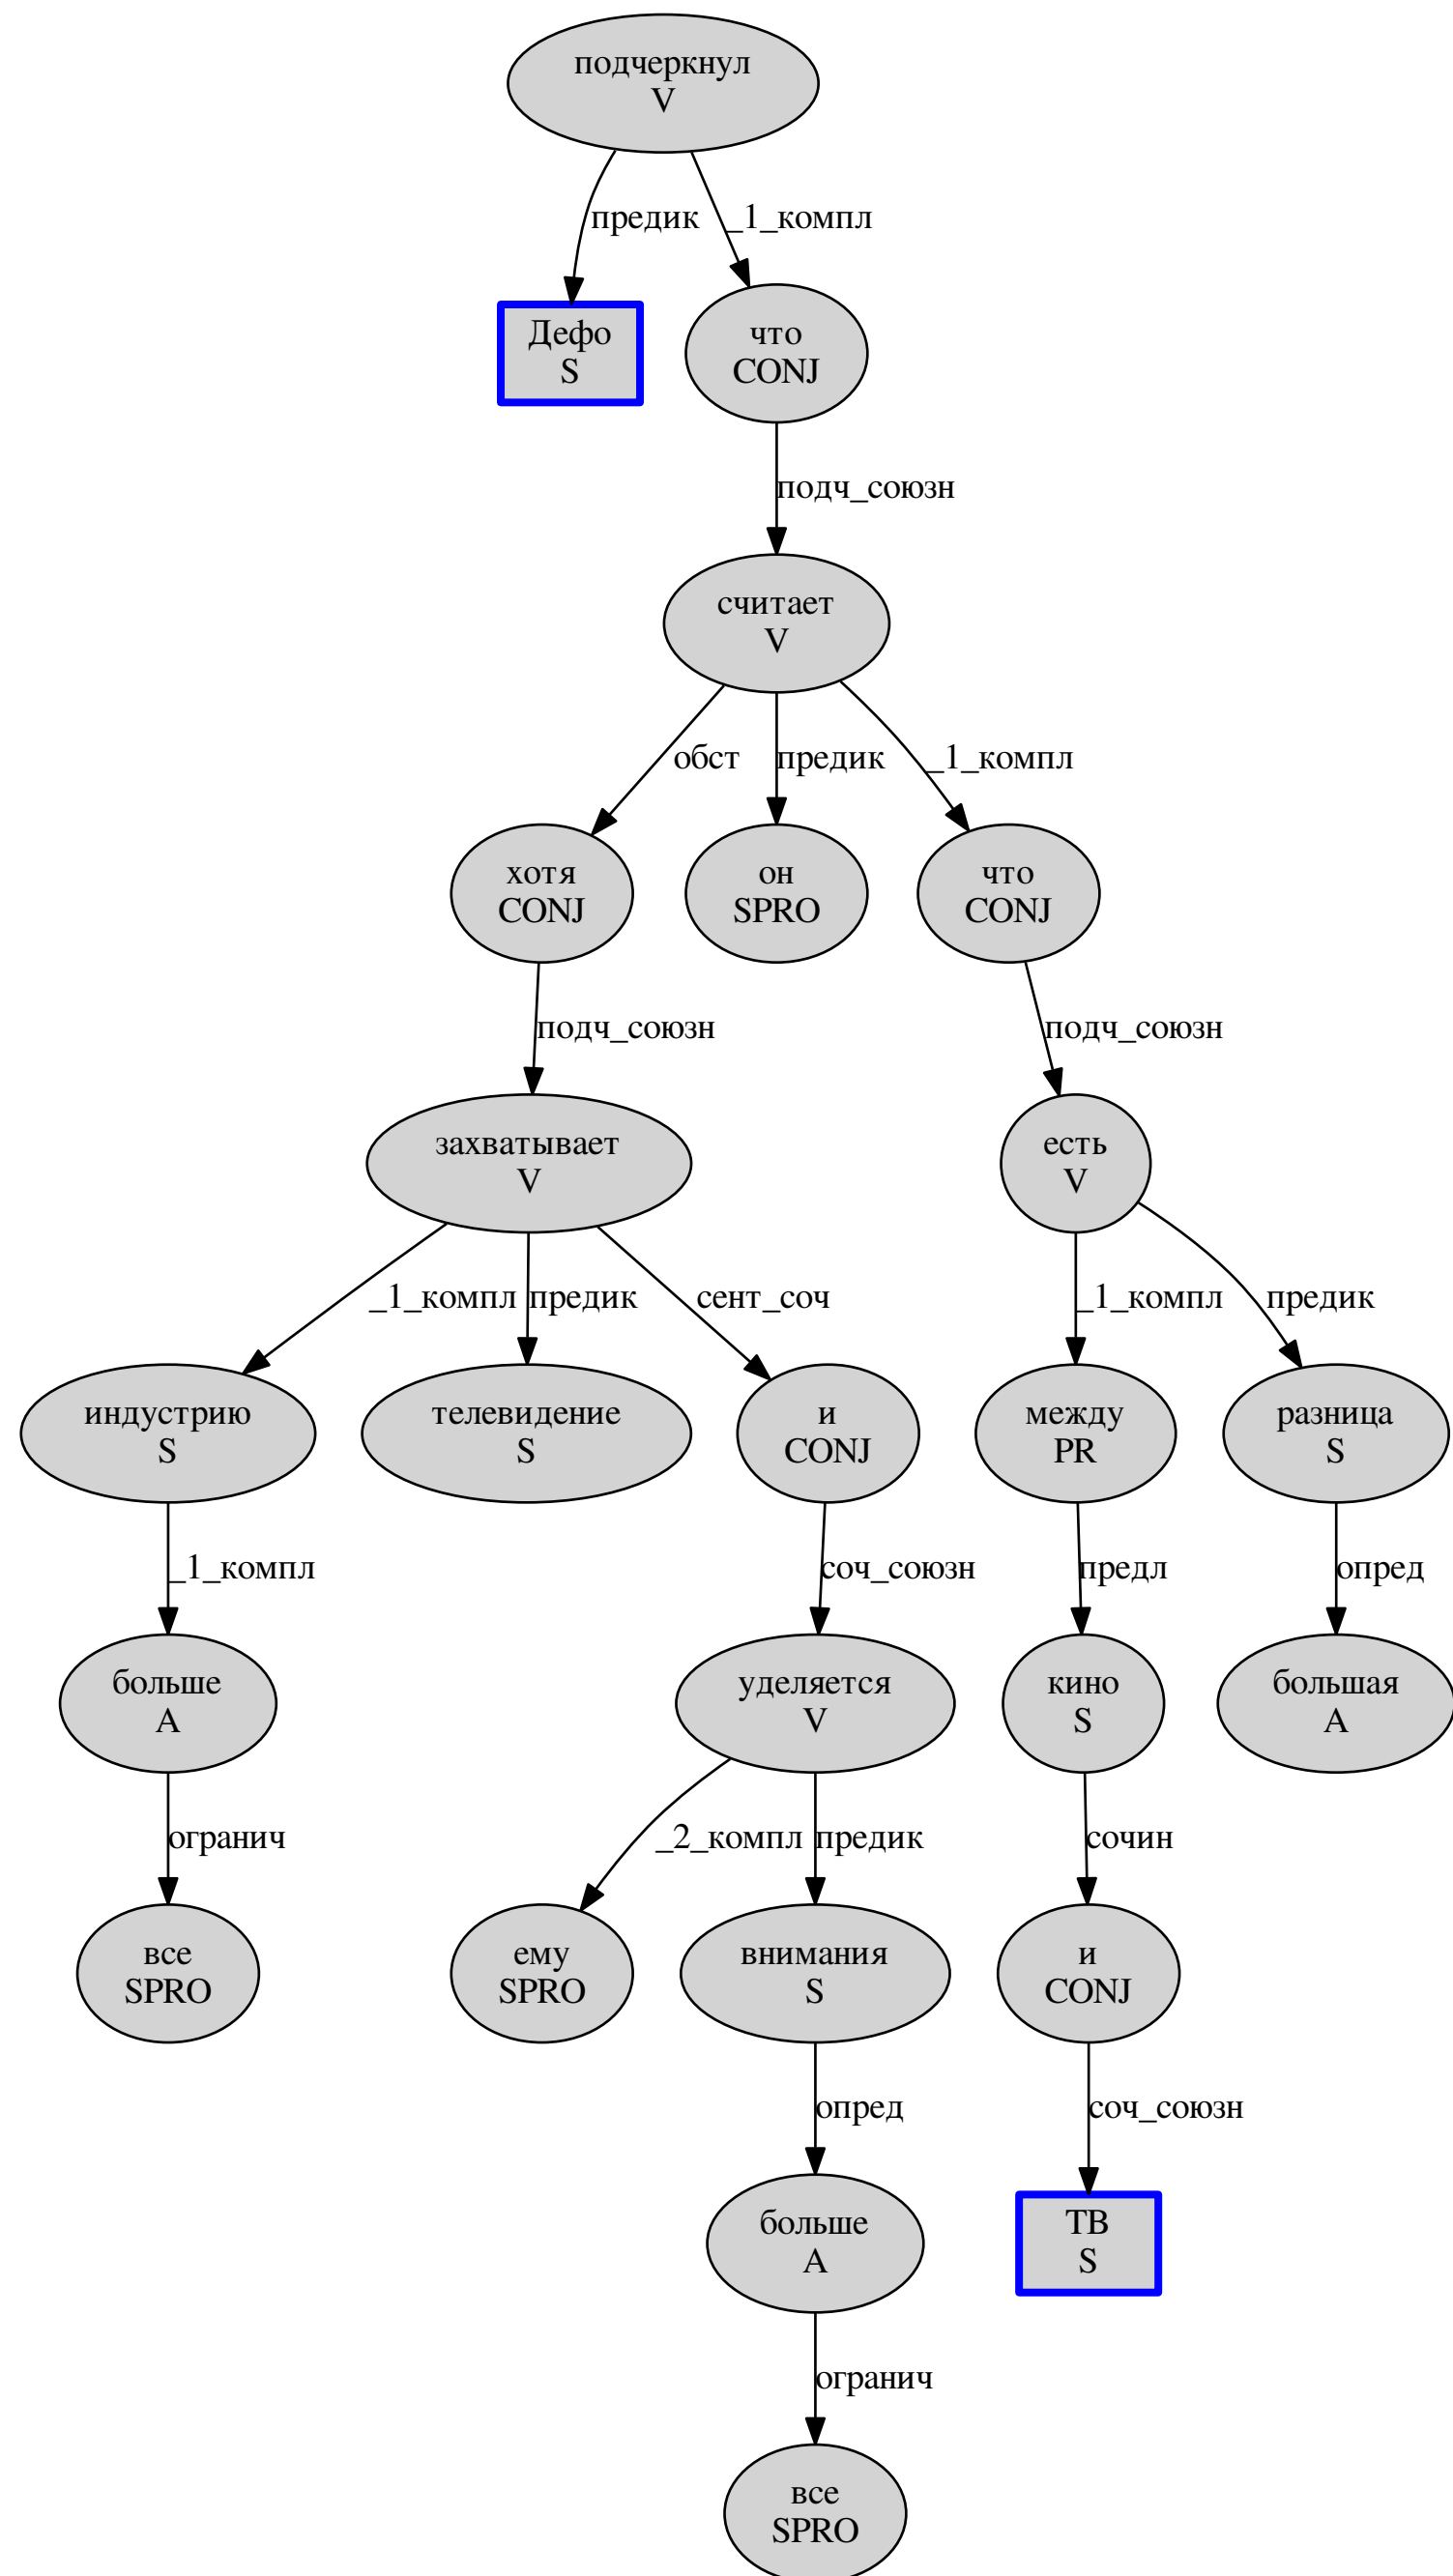 подчеркнул
V
предик
_1_компл
Дефо
S
что
CONJ
подч_союзн
считает
V
обст
предик
_1_компл
хотя
CONJ
он
SPRO
что
CONJ
подч_союзн
подч_союзн
захватывает
V
есть
V
_1_компл
предик
сент_соч
_1_компл
предик
индустрию
S
телевидение
S
и
CONJ
между
PR
разница
S
_1_компл
соч_союзн
предл
опред
больше
A
уделяется
V
кино
S
большая
A
огранич
_2_компл
предик
сочин
все
SPRO
ему
SPRO
внимания
S
и
CONJ
опред
соч_союзн
больше
A
ТВ
S
огранич
все
SPRO